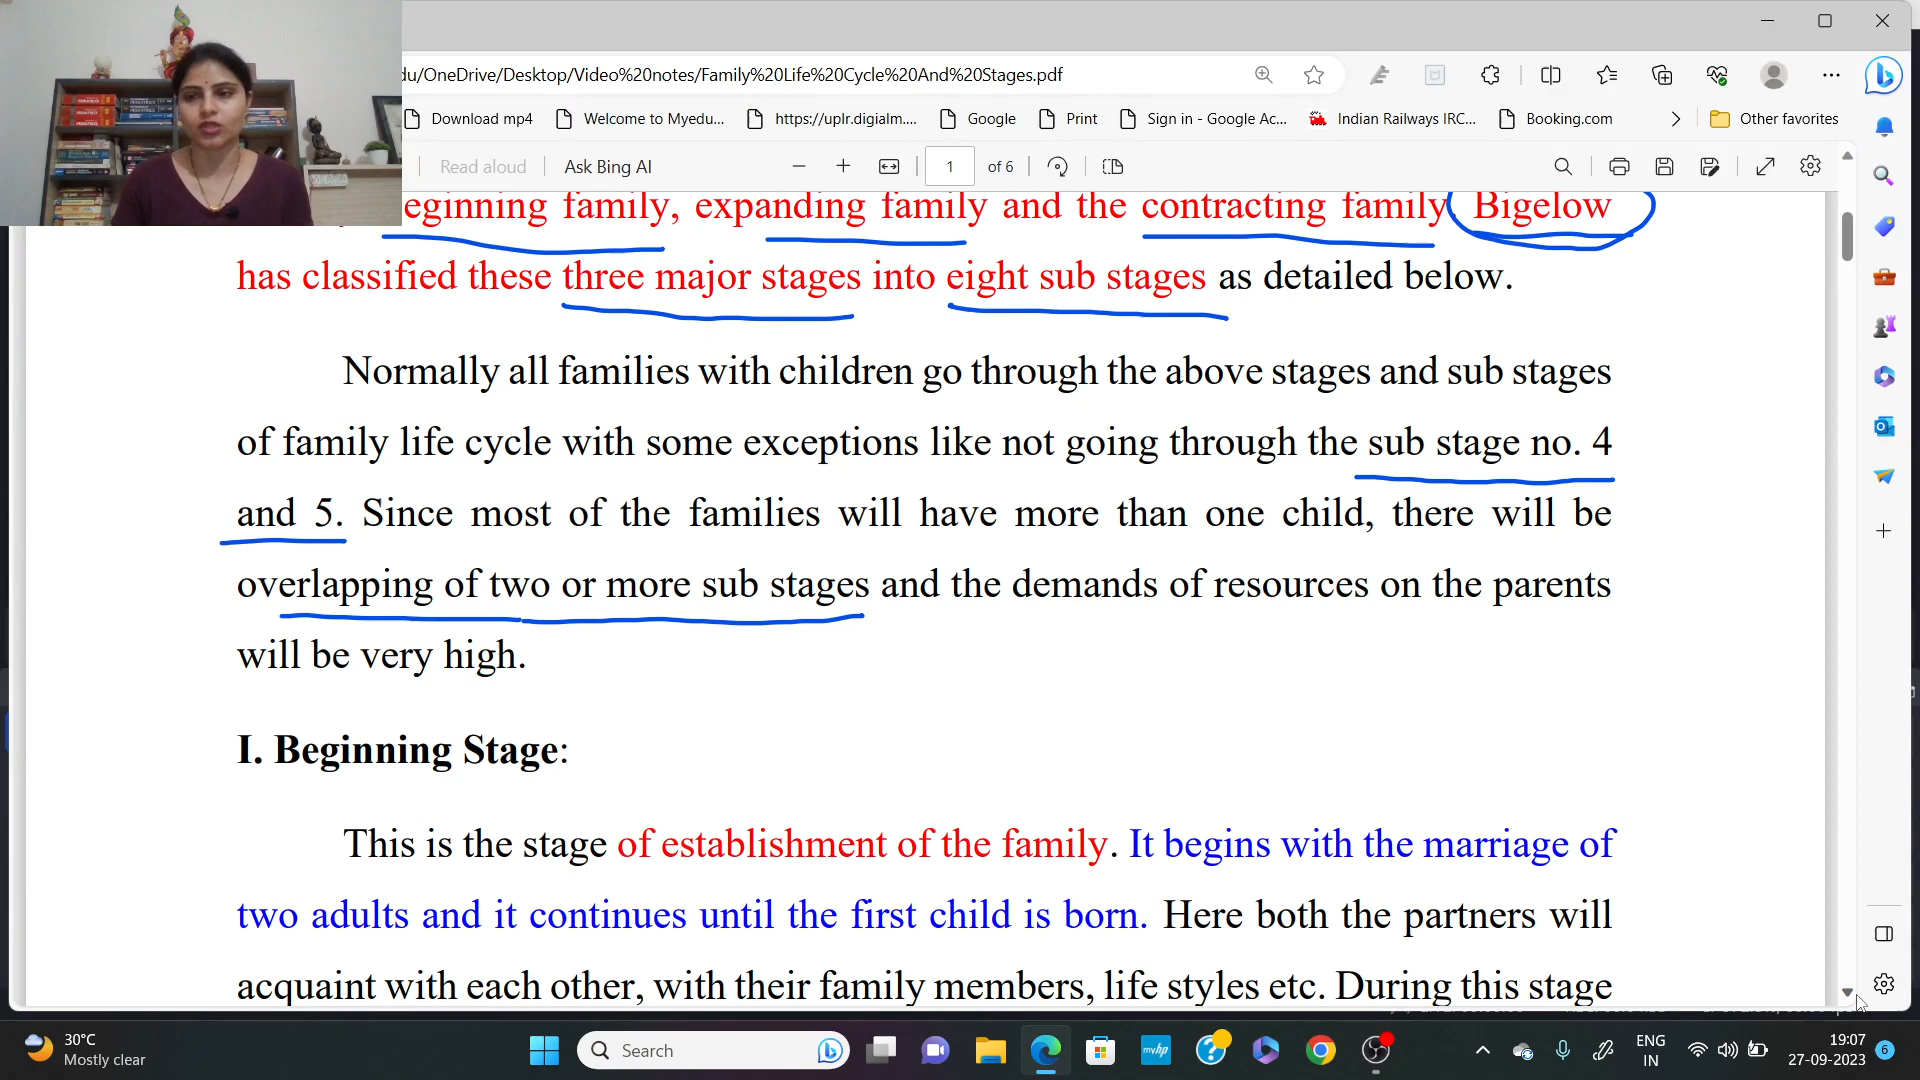 du/OneDrive/Desktop/Video%20notes/Family%20Life%20Cycle%20And%20Stages.pdf
Download mp4
Welcome to Myedu...
https://uplr.digialm....
Google
Print
Sign in - Google Ac...
Indian Railways IRC...
Booking.com
Other favorites
Read aloud
Ask Bing AI
1
of 6
eginning family, expanding family and the contracting family Bigelow
has classified these three major stages into eight sub stages as detailed below.
Normally all families with children go through the above stages and sub stages
of family life cycle with some exceptions like not going through the sub stage no. 4
and 5. Since most of the families will have more than one child, there will be
overlapping of two or more sub stages and the demands of resources on the parents
will be very high.
I. Beginning Stage:
This is the stage of establishment of the family. It begins with the marriage of
two adults and it continues until the first child is born. Here both the partners will
acquaint with each other, with their family members, life styles etc. During this stage
30°C
Mostly clear
Search
myhp
ENG
IN
19:07
27-09-2023
6